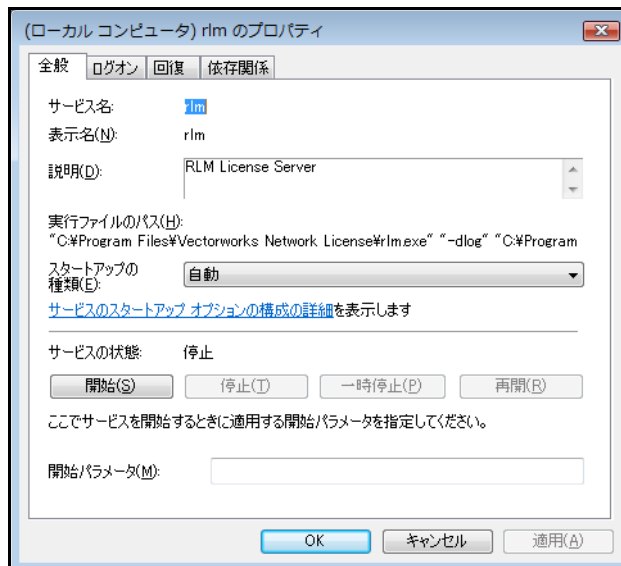 (ローカル コンピュータ) rlm のプロパティ
全般 ログオン 回復 依存関係
サービス名: rlm
表示名(N): rlm
説明(D): RLM License Server
実行ファイルのパス(H):
"C:¥Program Files¥Vectorworks Network License¥rlm.exe" "-dlog" "C:¥Program
スタートアップの
種類(E): 自動
サービスのスタートアップ オプションの構成の詳細を表示します
サービスの状態: 停止
開始(S) 停止(T) 一時停止(P) 再開(R)
ここでサービスを開始するときに適用する開始パラメータを指定してください。
開始パラメータ(M):
OK キャンセル 適用(A)